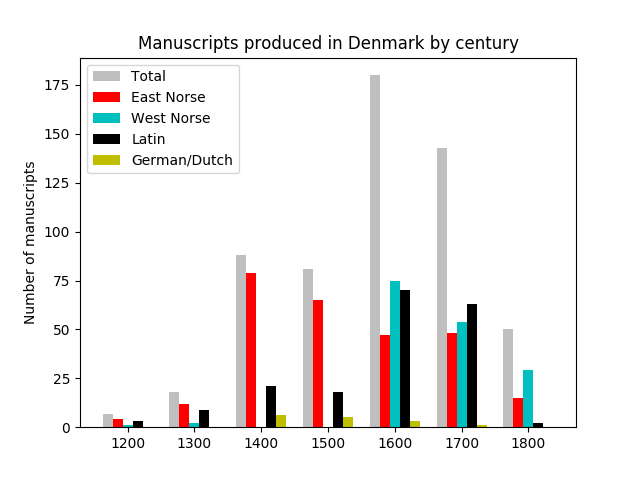 Manuscripts produced in Denmark by century
Total
East Norse
West Norse
Latin
German/Dutch
Number of manuscripts
175
150
125
100
75
50
25
0
1200 1300 1400 1500 1600 1700 1800